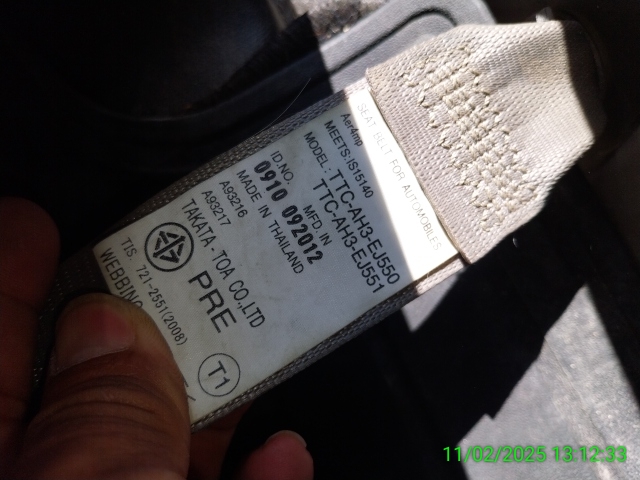 SEAT BELT FOR AUTOMOBILES
Aer4mp
MEETS:IS15140
MODEL: TTC-AH3-EJ550
TTC-AH3-EJ551
ID.NO. MFD. IN
0910 092012
MADE IN THAILAND
A93216
A93217
TAKATA-TOA CO.,LTD
PRE
TIS. 721-2551(2008)
T1
WEBBING
11/02/2025 13:12:33